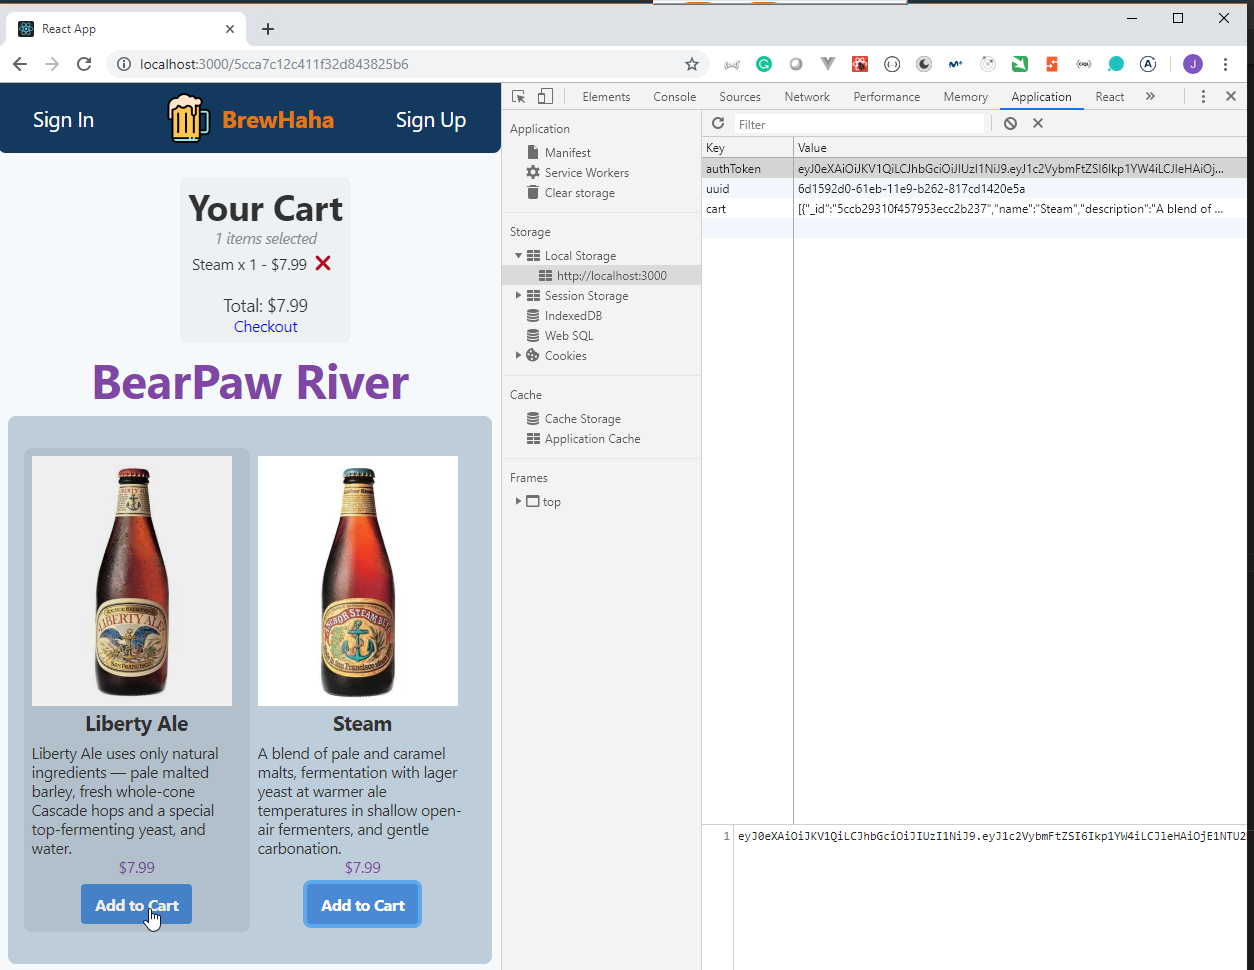 React App
localhost:3000/5cca7c12c411f32d843825b6
J
Sign In
BrewHaha
Sign Up
Your Cart
1 items selected
Steam x 1 - $7.99
Total: $7.99
Checkout
BearPaw River
LIBERTY ALE
SAN FRANCISCO
Liberty Ale
Liberty Ale uses only natural
ingredients — pale malted
barley, fresh whole-cone
Cascade hops and a special
top-fermenting yeast, and
water.
$7.99
Add to Cart
Steam
A blend of pale and caramel
malts, fermentation with lager
yeast at warmer ale
temperatures in shallow open-
air fermenters, and gentle
carbonation.
$7.99
Add to Cart
Elements Console Sources Network Performance Memory Application React
Application
Manifest
Service Workers
Clear storage
Storage
Local Storage
http://localhost:3000
Session Storage
IndexedDB
Web SQL
Cookies
Cache
Cache Storage
Application Cache
Frames
top
Filter
Key Value
authToken eyJ0eXAiOiJKV1QiLCJhbGciOiJIUzI1NiJ9.eyJ1c2VybmFtZSI6Ikp1YW4iLCJleHAiOj...
uuid 6d1592d0-61eb-11e9-b262-817cd1420e5a
cart [{"_id":"5ccb29310f457953ecc2b237","name":"Steam","description":"A blend of ...
1 eyJ0eXAiOiJKV1QiLCJhbGciOiJIUzI1NiJ9.eyJ1c2VybmFtZSI6Ikp1YW4iLCJleHAiOjE1NTU2